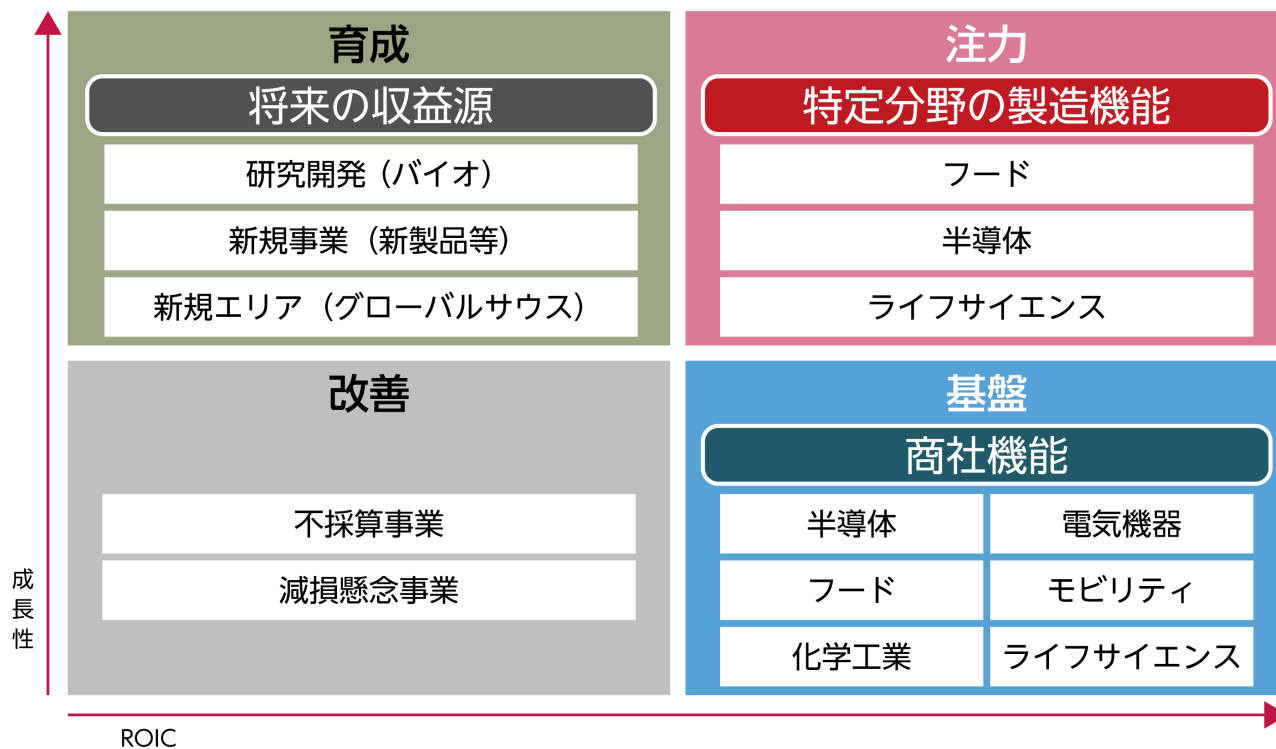 育成
将来の収益源
研究開発（バイオ）
新規事業（新製品等）
新規エリア（グローバルサウス）
注力
特定分野の製造機能
フード
半導体
ライフサイエンス
改善
不採算事業
減損懸念事業
基盤
商社機能
半導体
電気機器
フード
モビリティ
化学工業
ライフサイエンス
成長性
ROIC